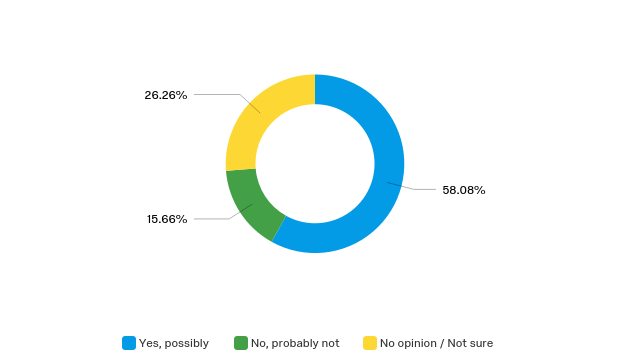 26.26%
58.08%
15.66%
Yes, possibly
No, probably not
No opinion / Not sure